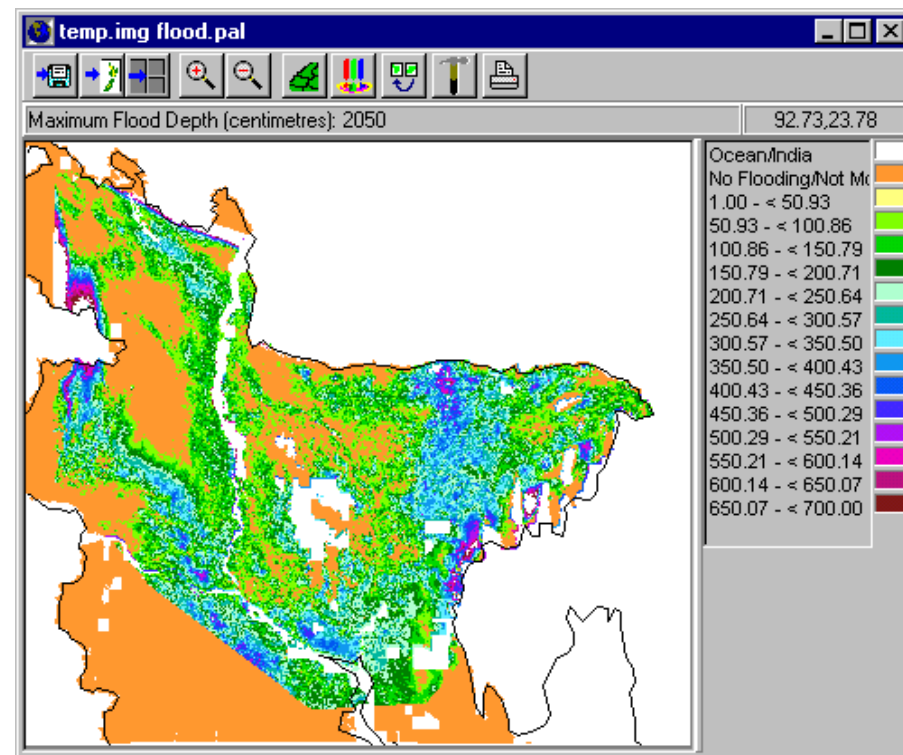 temp.img flood.pal
Maximum Flood Depth (centimetres): 2050
92.73,23.78
Ocean/India
No Flooding/Not Mo
1.00 - < 50.93
50.93 - < 100.86
100.86 - < 150.79
150.79 - < 200.71
200.71 - < 250.64
250.64 - < 300.57
300.57 - < 350.50
350.50 - < 400.43
400.43 - < 450.36
450.36 - < 500.29
500.29 - < 550.21
550.21 - < 600.14
600.14 - < 650.07
650.07 - < 700.00